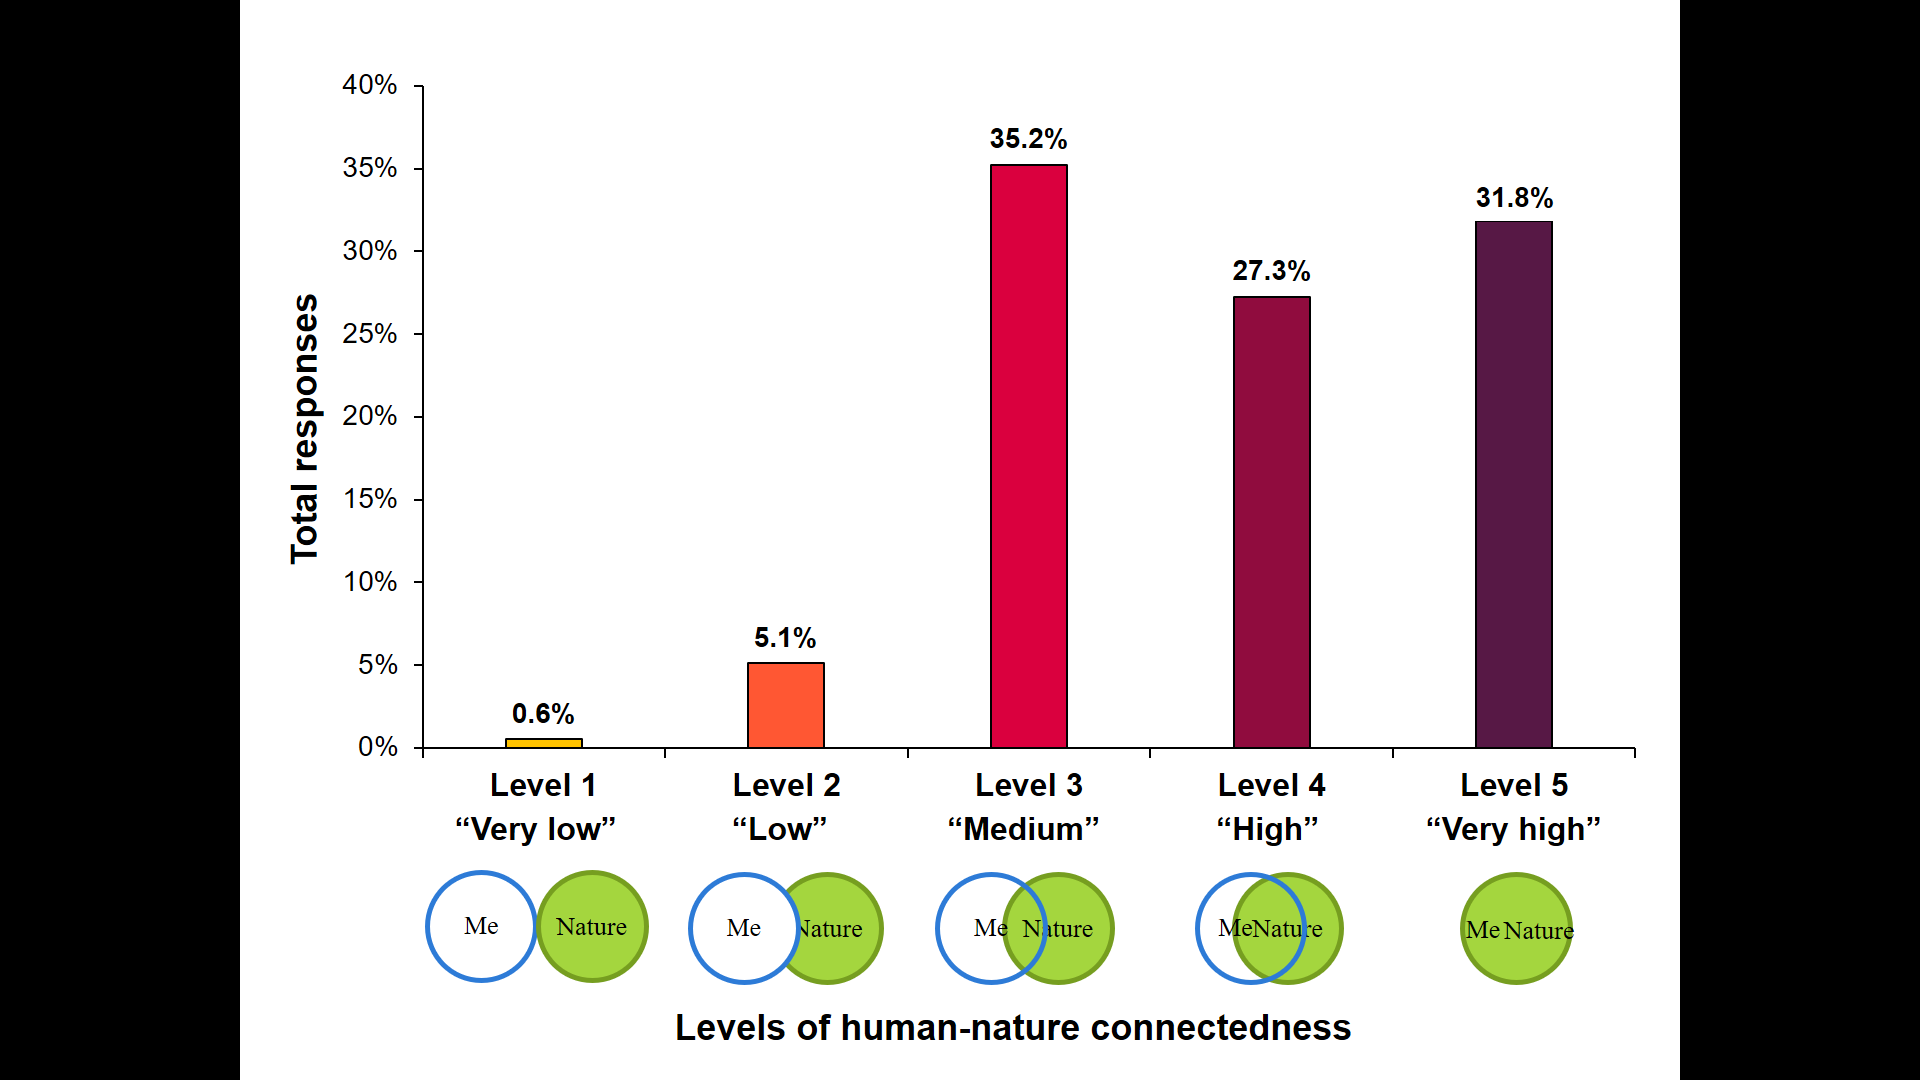 40%
35%
30%
25%
20%
15%
10%
5%
0%
Total responses
0.6%
5.1%
35.2%
27.3%
31.8%
Level 1
“Very low”
Level 2
“Low”
Level 3
“Medium”
Level 4
“High”
Level 5
“Very high”
Me Nature
Me Nature
Me Nature
Me Nature
Me Nature
Levels of human-nature connectedness